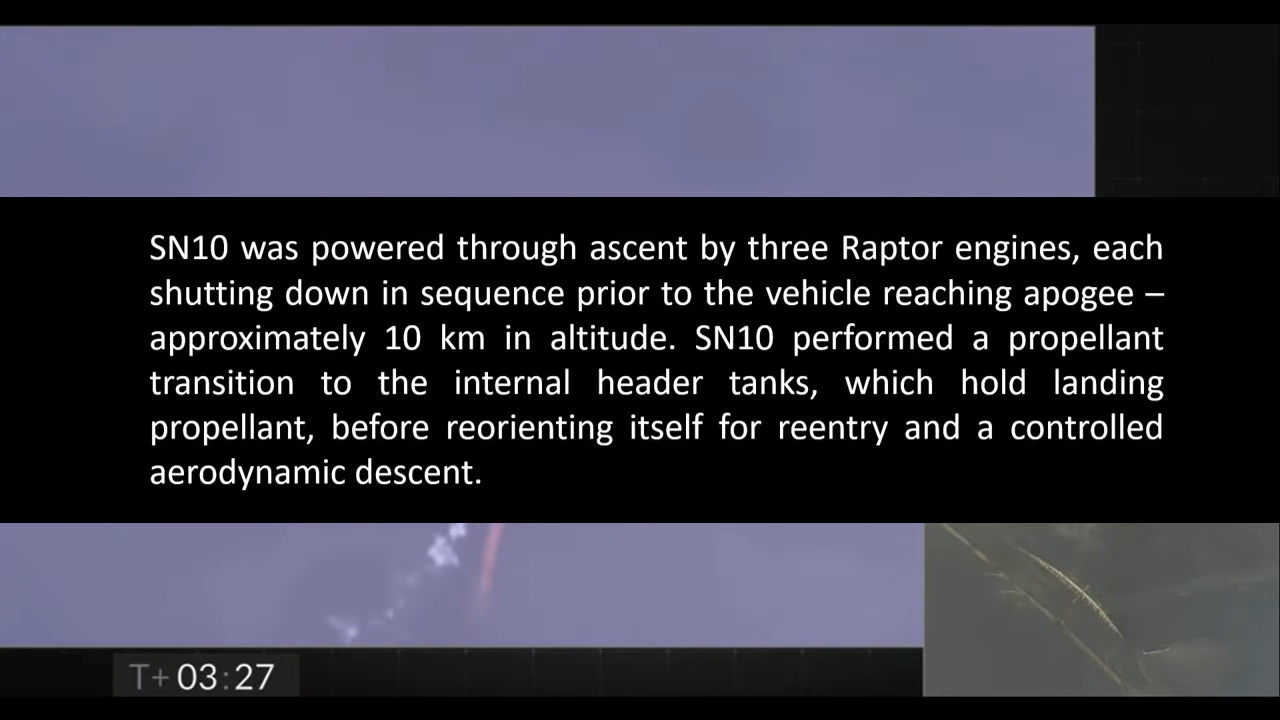 SN10 was powered through ascent by three Raptor engines, each
shutting down in sequence prior to the vehicle reaching apogee –
approximately 10 km in altitude. SN10 performed a propellant
transition to the internal header tanks, which hold landing
propellant, before reorienting itself for reentry and a controlled
aerodynamic descent.
T+ 03:27